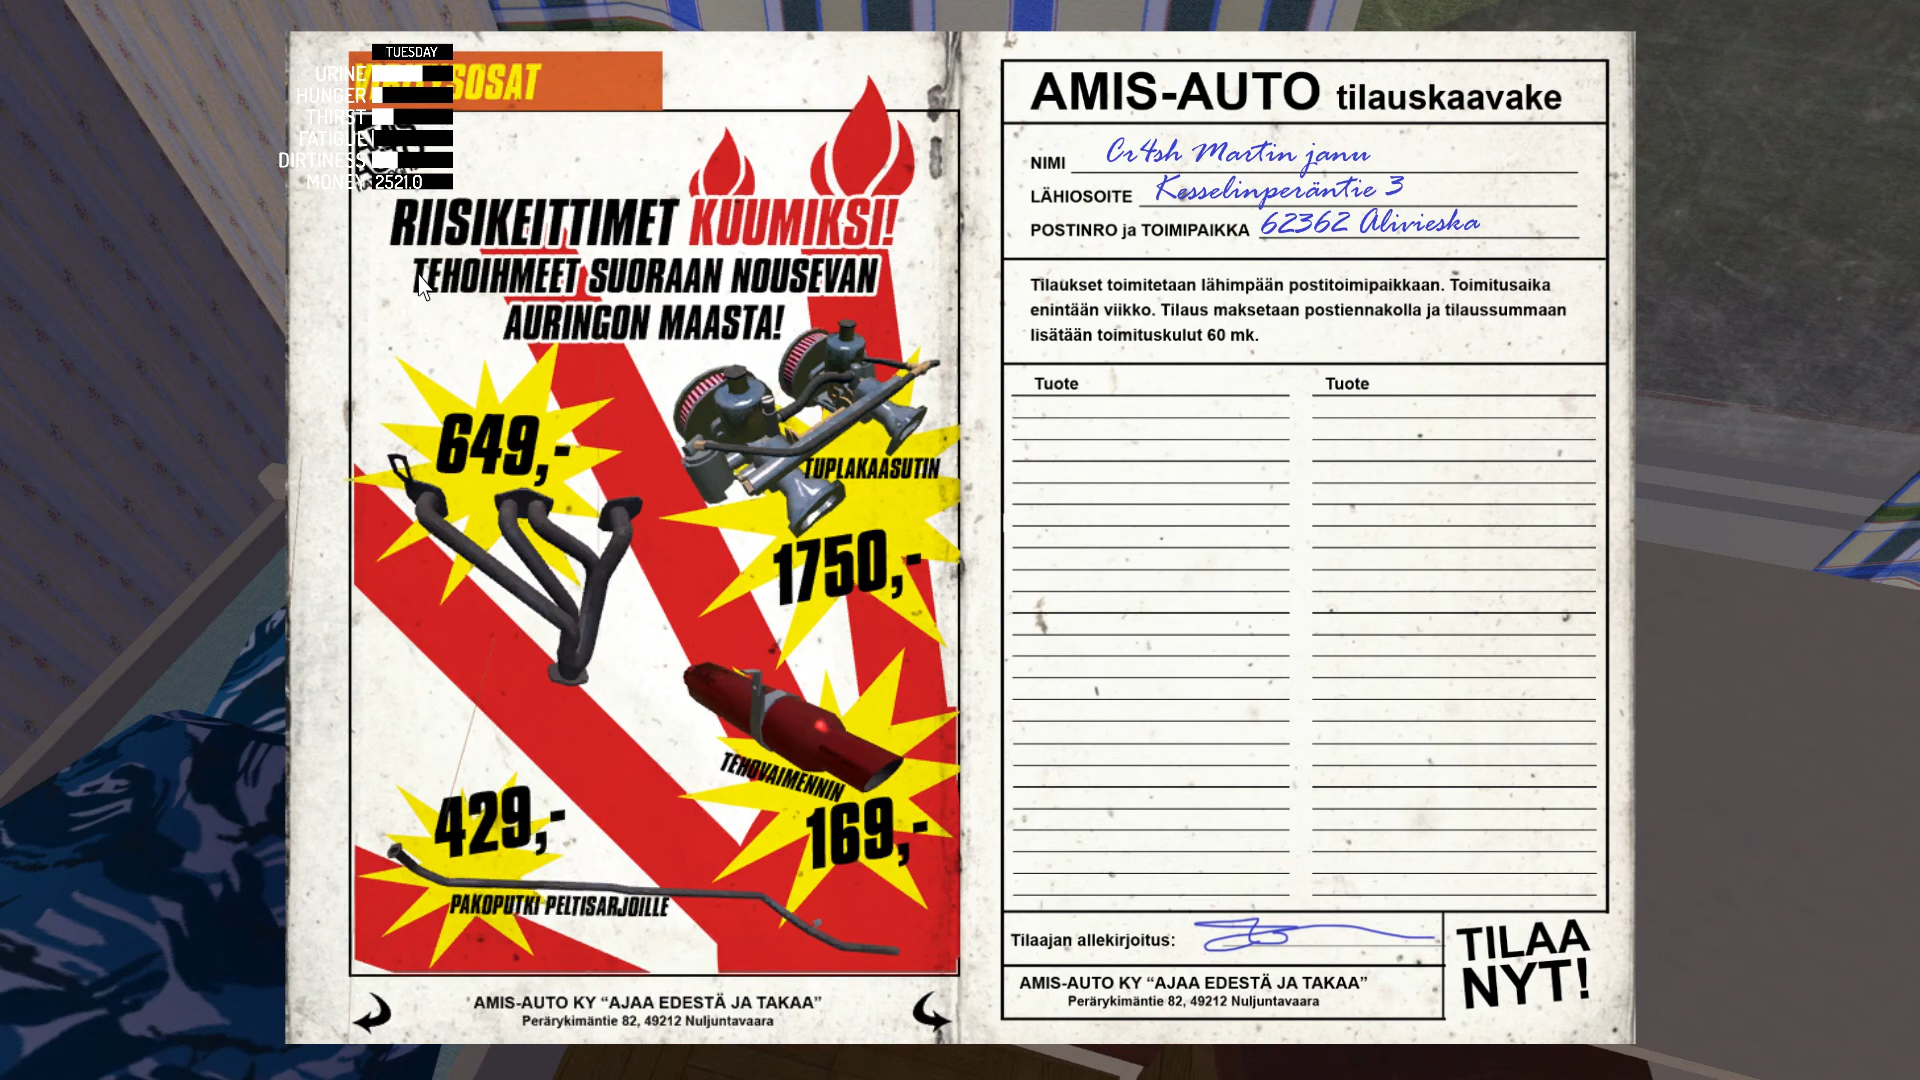 TUESDAY
URINE
HUNGER
THIRST
FATIGUE
DIRTINESS
MONEY 2521.0
RIISIKEITTIMET KUUMIKSI!
TEHOIHMEET SUORAAN NOUSEVAN
AURINGON MAASTA!
649,-
TUPLAKAASUTIN
1750,-
TEHOVAIMENNIN
169,-
429,-
PAKOPUTKI PELTISARJOILLE
AMIS-AUTO KY “AJAA EDESTÄ JA TAKAA”
Perärykimäntie 82, 49212 Nuljuntavaara
AMIS-AUTO tilauskaavake
NIMI Cr4sh Martin janu
LÄHIOSOITE Kesselinperäntie 3
POSTINRO ja TOIMIPAIKKA 62362 Alivieska
Tilaukset toimitetaan lähimpään postitoimipaikkaan. Toimitusaika
enintään viikko. Tilaus maksetaan postiennakolla ja tilaussummaan
lisätään toimituskulut 60 mk.
Tuote Tuote
Tilaajan allekirjoitus:
AMIS-AUTO KY “AJAA EDESTÄ JA TAKAA”
Perärykimäntie 82, 49212 Nuljuntavaara
TILAA
NYT!